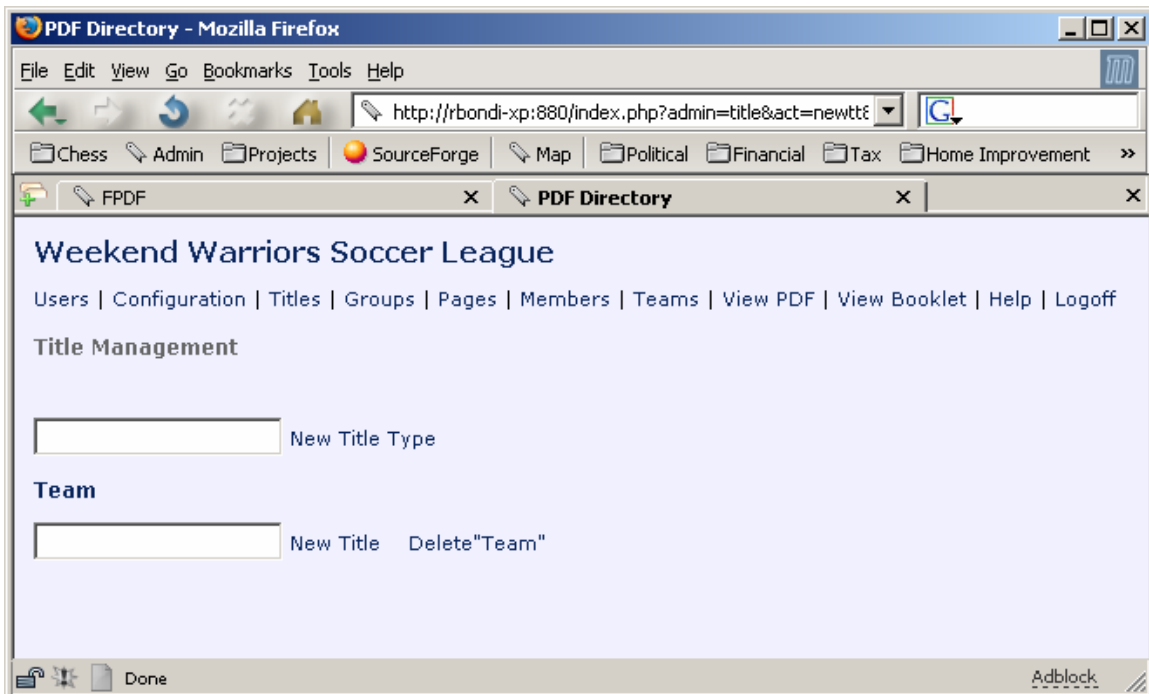 PDF Directory - Mozilla Firefox
File Edit View Go Bookmarks Tools Help
http://rbondi-xp:880/index.php?admin=title&act=newtt&
Chess Admin Projects SourceForge Map Political Financial Tax Home Improvement »
FPDF PDF Directory
Weekend Warriors Soccer League
Users | Configuration | Titles | Groups | Pages | Members | Teams | View PDF | View Booklet | Help | Logoff
Title Management
New Title Type
Team
New Title Delete"Team"
Done Adblock